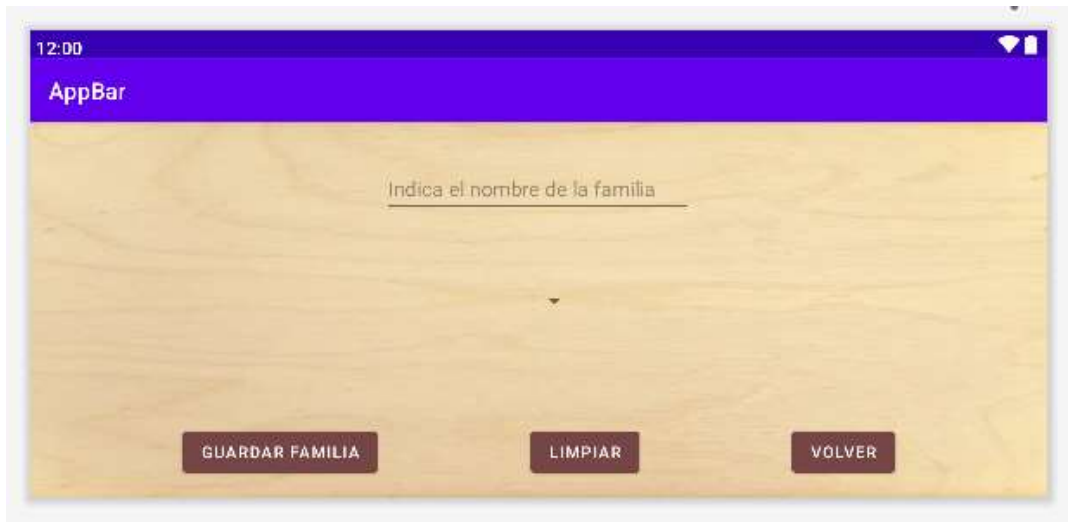 12:00
AppBar
Indica el nombre de la familia
GUARDAR FAMILIA LIMPIAR VOLVER